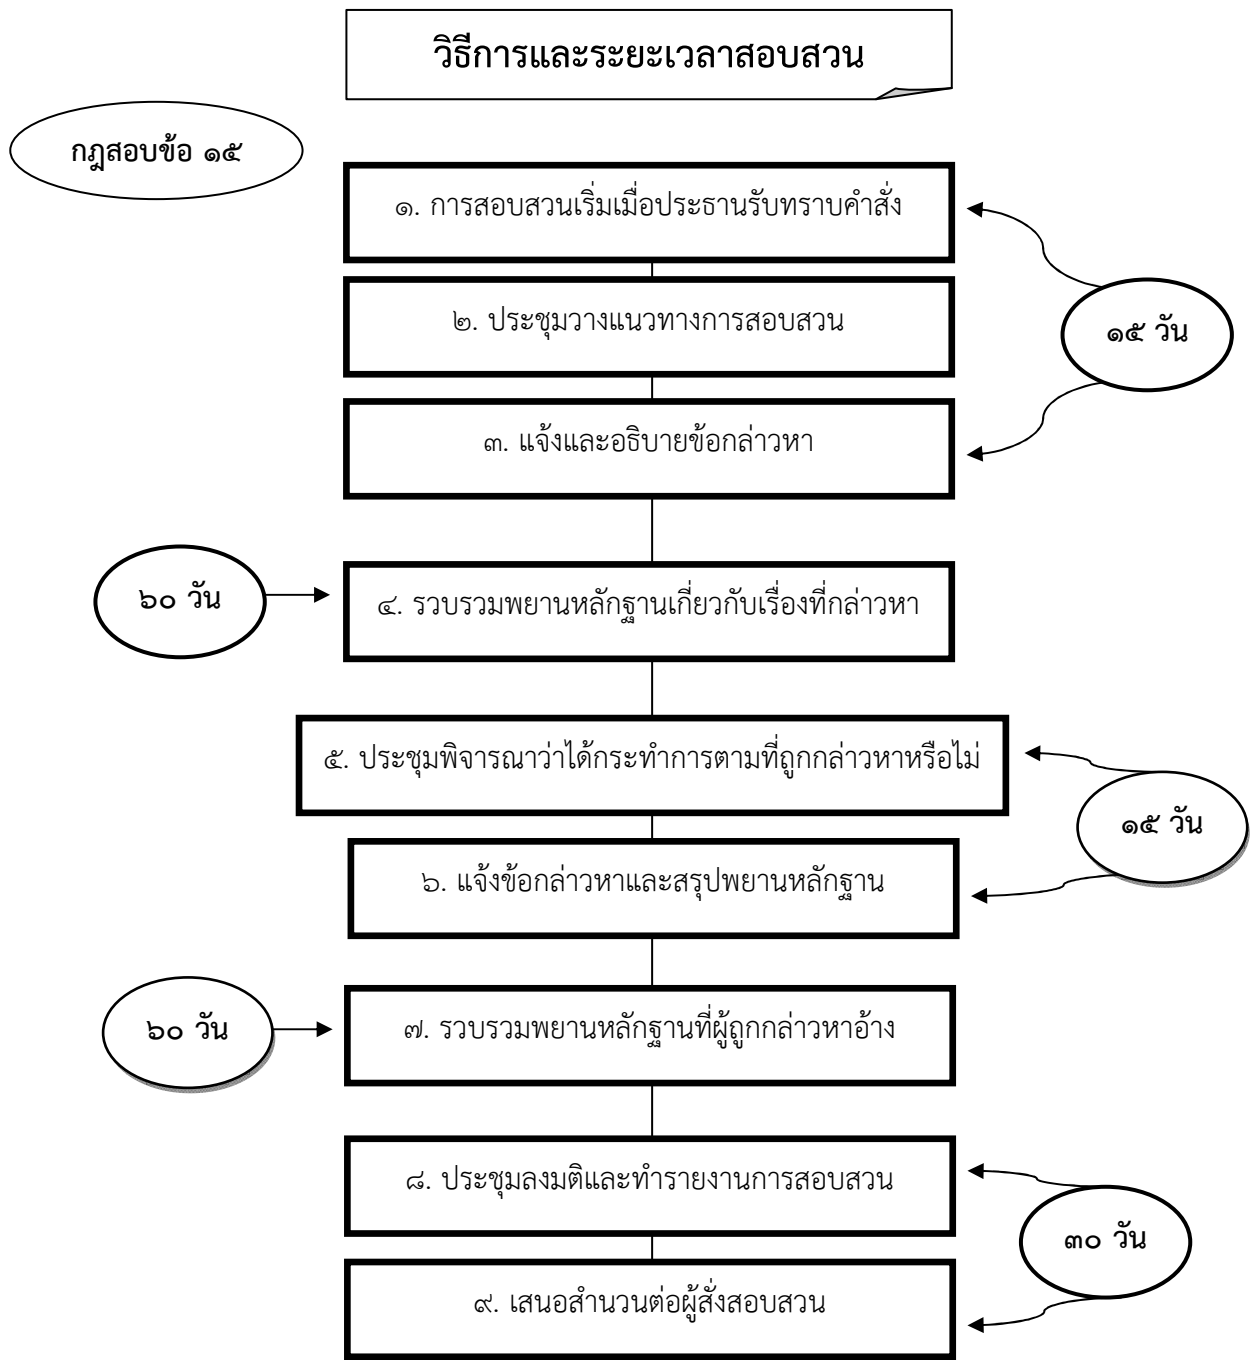 วิธีการและระยะเวลาสอบสวน
กฎสอบข้อ ๑๕
๑. การสอบสวนเริ่มเมื่อประธานรับทราบคำสั่ง
๒. ประชุมวางแนวทางการสอบสวน
๑๕ วัน
๓. แจ้งและอธิบายข้อกล่าวหา
๖๐ วัน
๔. รวบรวมพยานหลักฐานเกี่ยวกับเรื่องที่กล่าวหา
๕. ประชุมพิจารณาว่าได้กระทำการตามที่ถูกกล่าวหาหรือไม่
๑๕ วัน
๖. แจ้งข้อกล่าวหาและสรุปพยานหลักฐาน
๖๐ วัน
๗. รวบรวมพยานหลักฐานที่ผู้ถูกกล่าวหาอ้าง
๘. ประชุมลงมติและทำรายงานการสอบสวน
๓๐ วัน
๙. เสนอสำนวนต่อผู้สั่งสอบสวน